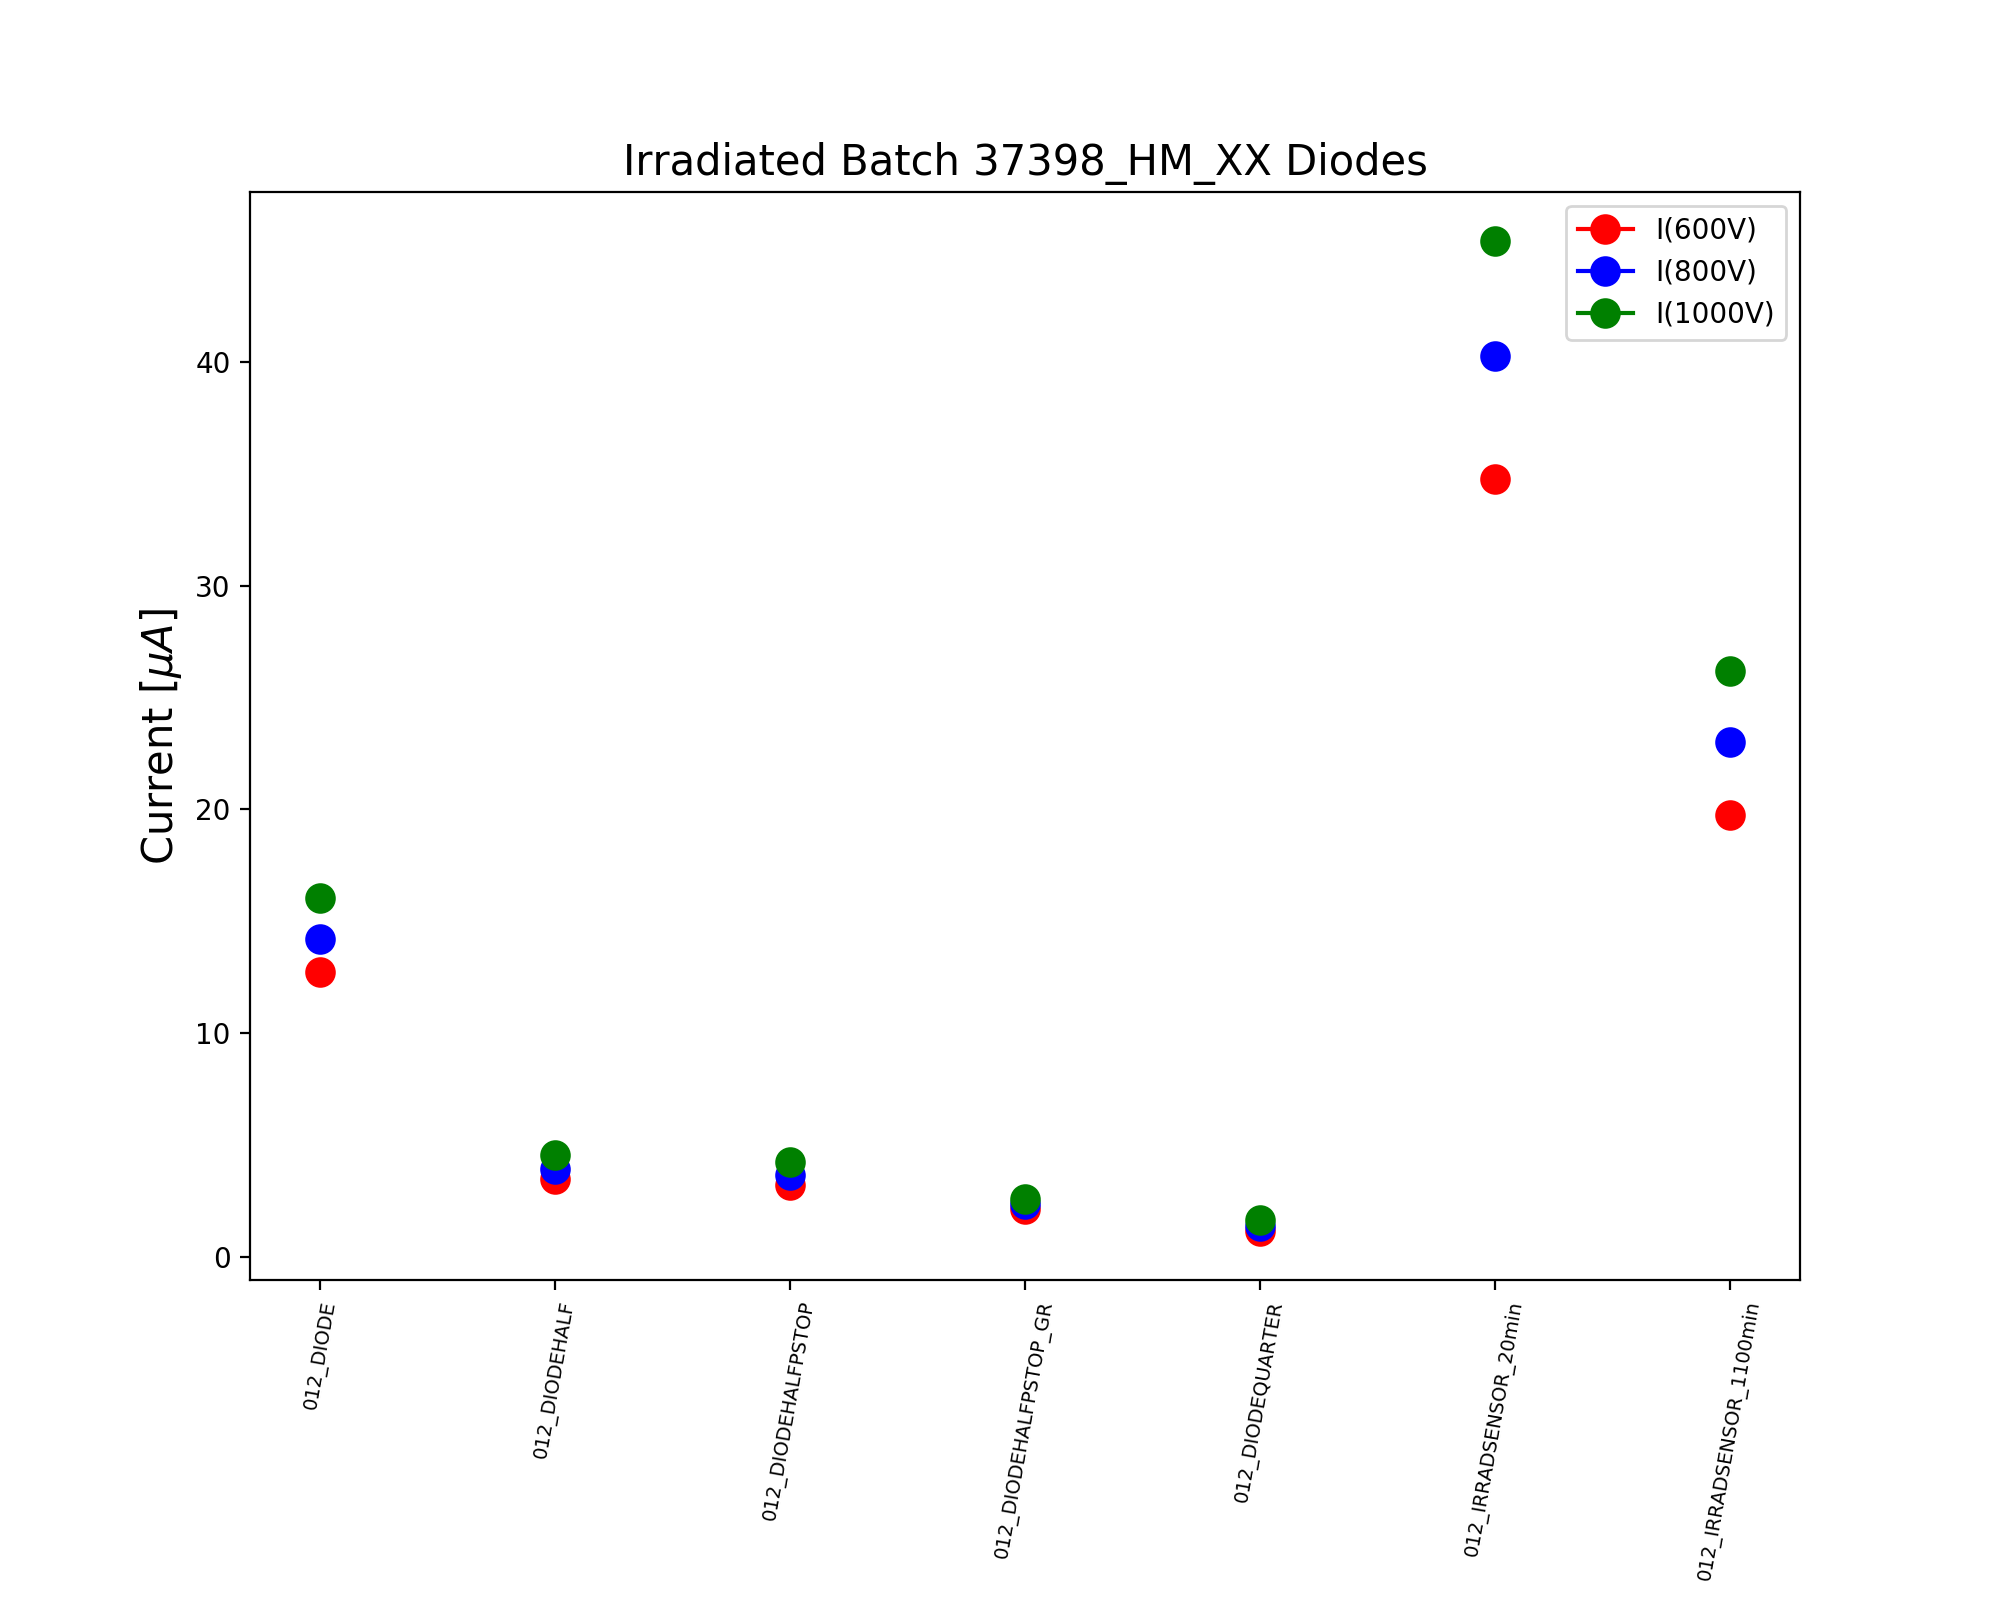 Irradiated Batch 37398_HM_XX Diodes
I(600V)
I(800V)
I(1000V)
Current [μA]
40
30
20
10
0
012_DIODE
012_DIODEHALF
012_DIODEHALFPSTOP
012_DIODEHALFPSTOP_GR
012_DIODEQUARTER
012_IRRADSENSOR_20min
012_IRRADSENSOR_1100min